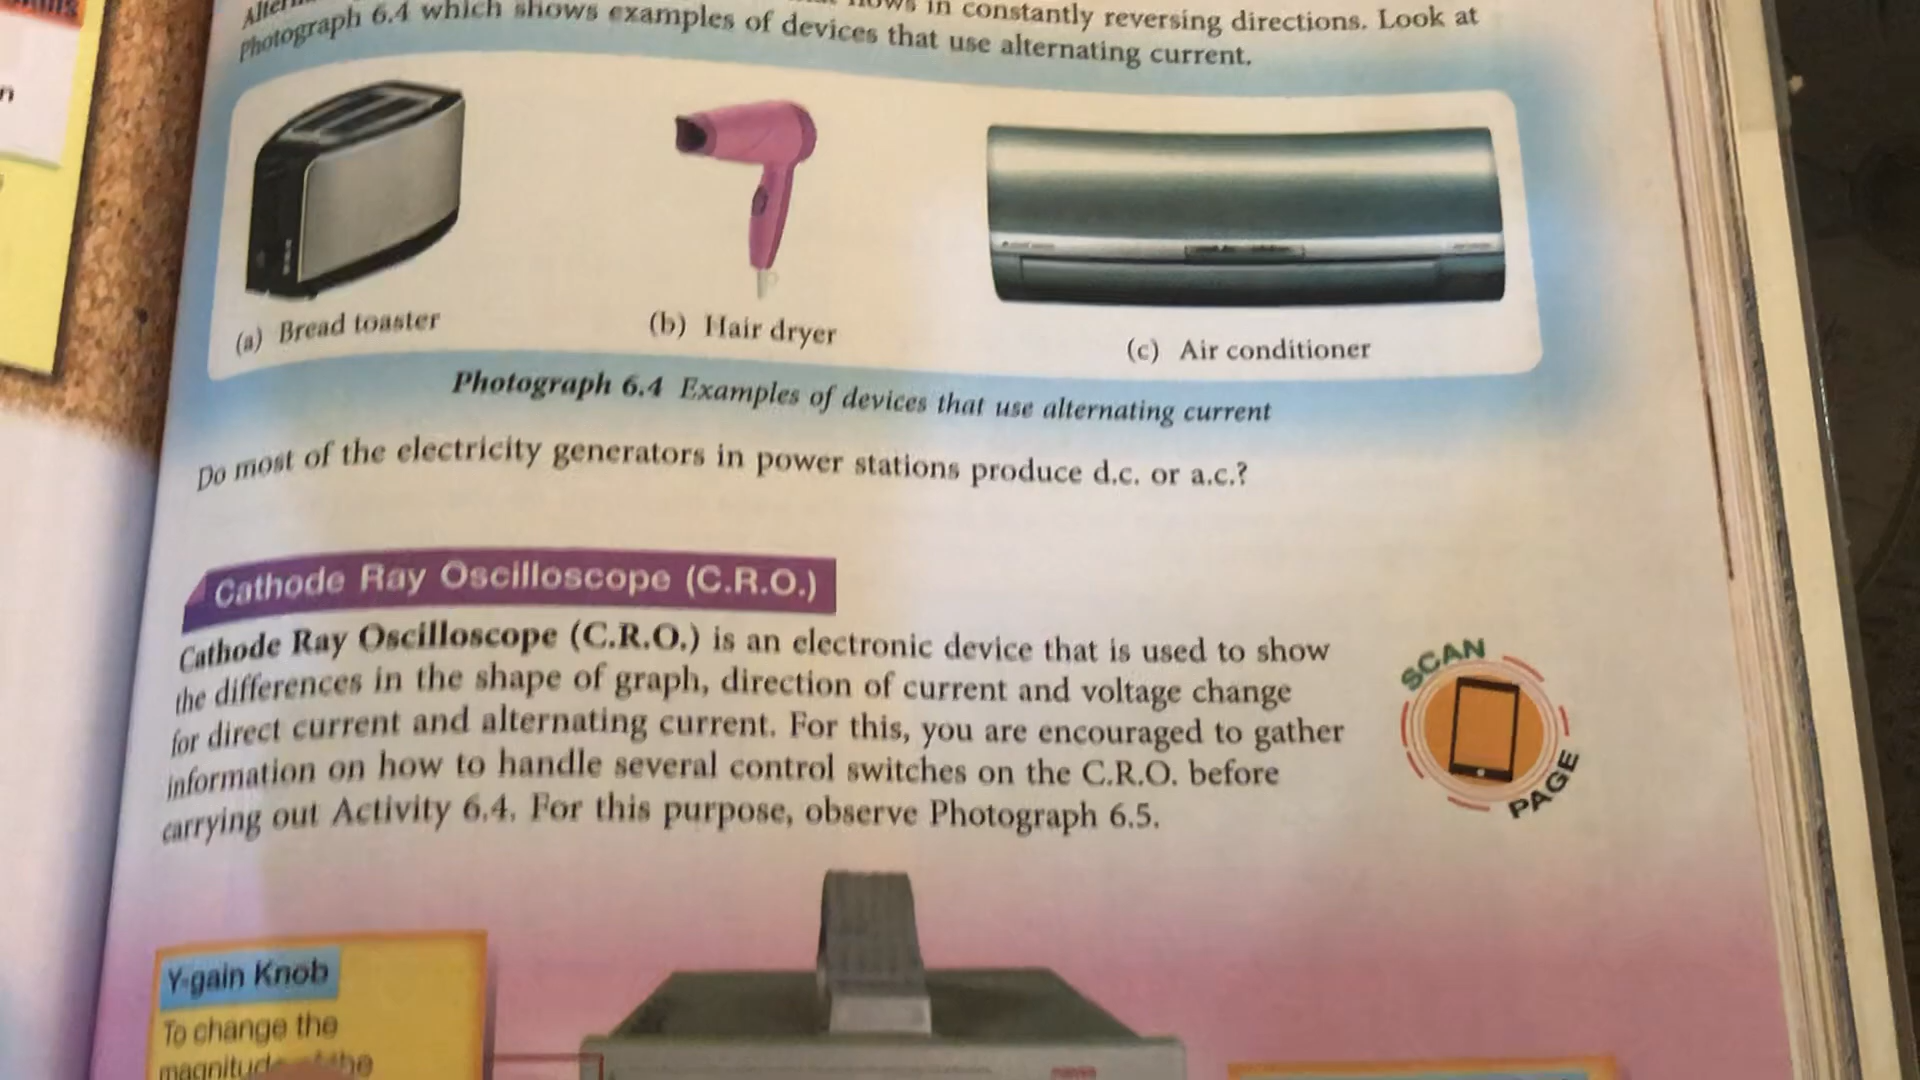 in constantly reversing directions. Look at
Photograph 6.4 which shows examples of devices that use alternating current.
(a) Bread toaster
(b) Hair dryer
(c) Air conditioner
Photograph 6.4 Examples of devices that use alternating current
Do most of the electricity generators in power stations produce d.c. or a.c.?
Cathode Ray Oscilloscope (C.R.O.)
Cathode Ray Oscilloscope (C.R.O.) is an electronic device that is used to show
the differences in the shape of graph, direction of current and voltage change
for direct current and alternating current. For this, you are encouraged to gather
information on how to handle several control switches on the C.R.O. before
carrying out Activity 6.4. For this purpose, observe Photograph 6.5.
SCAN
PAGE
Y-gain Knob
To change the